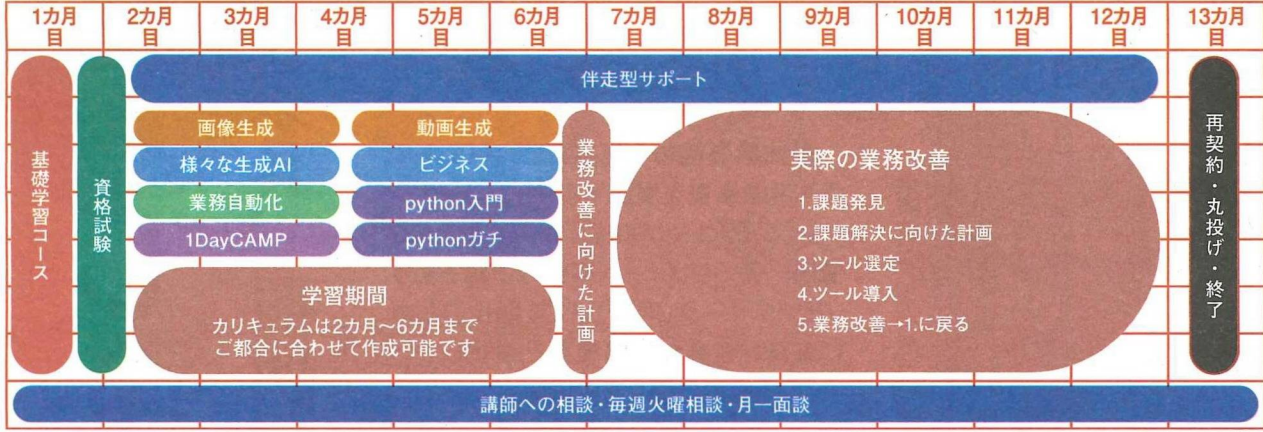 1カ月目
2カ月目
3カ月目
4カ月目
5カ月目
6カ月目
7カ月目
8カ月目
9カ月目
10カ月目
11カ月目
12カ月目
13カ月目
基礎学習コース
資格試験
伴走型サポート
画像生成
動画生成
様々な生成AI
ビジネス
業務自動化
python入門
1DayCAMP
pythonガチ
学習期間
カリキュラムは2カ月〜6カ月まで
ご都合に合わせて作成可能です
業務改善に向けた計画
実際の業務改善
1.課題発見
2.課題解決に向けた計画
3.ツール選定
4.ツール導入
5.業務改善→1.に戻る
再契約・丸投げ・終了
講師への相談・毎週火曜相談・月一面談